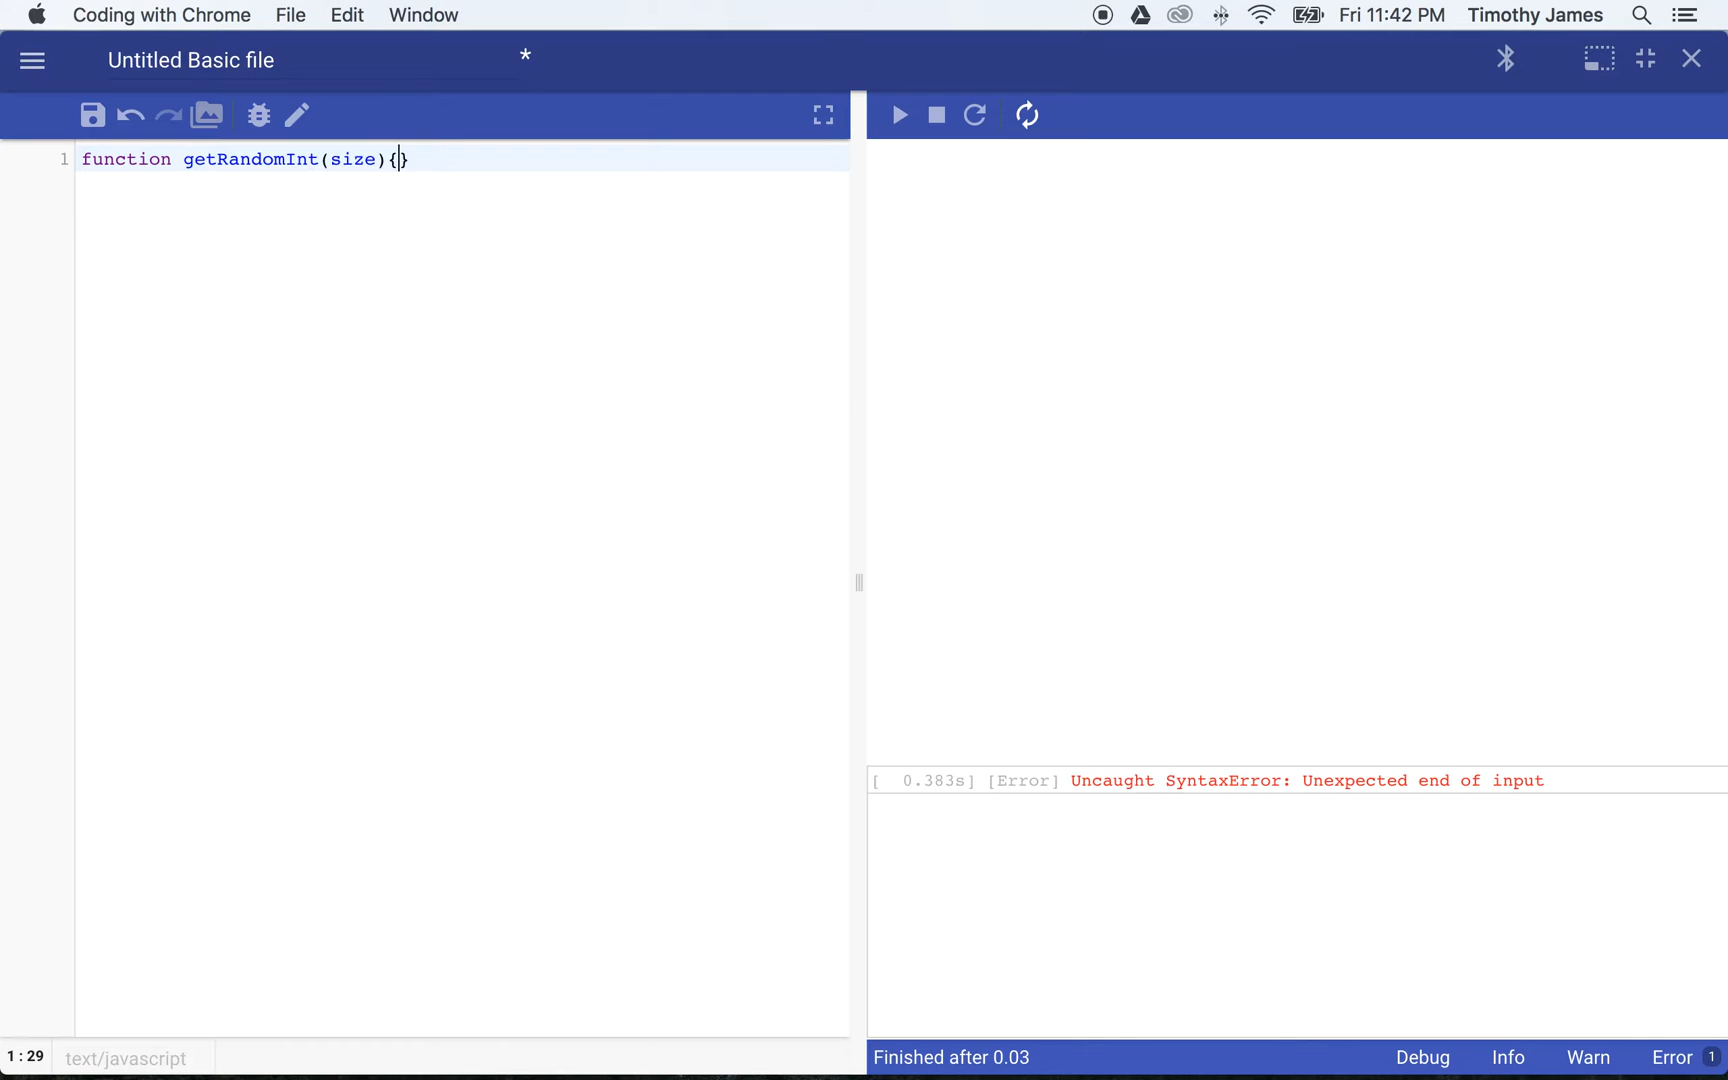 Coding with Chrome File Edit Window Fri 11:42 PM Timothy James
Untitled Basic file *
1 function getRandomInt(size){}
[ 0.383s] [Error] Uncaught SyntaxError: Unexpected end of input
1 : 29 text/javascript Finished after 0.03 Debug Info Warn Error 1